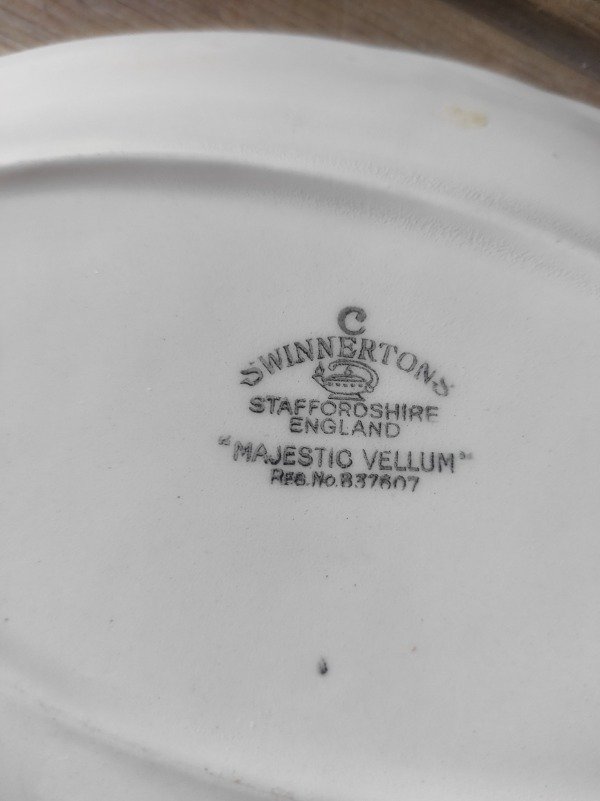 C
SWINNERTONS
STAFFORDSHIRE
ENGLAND
"MAJESTIC VELLUM"
REG. No. 837607